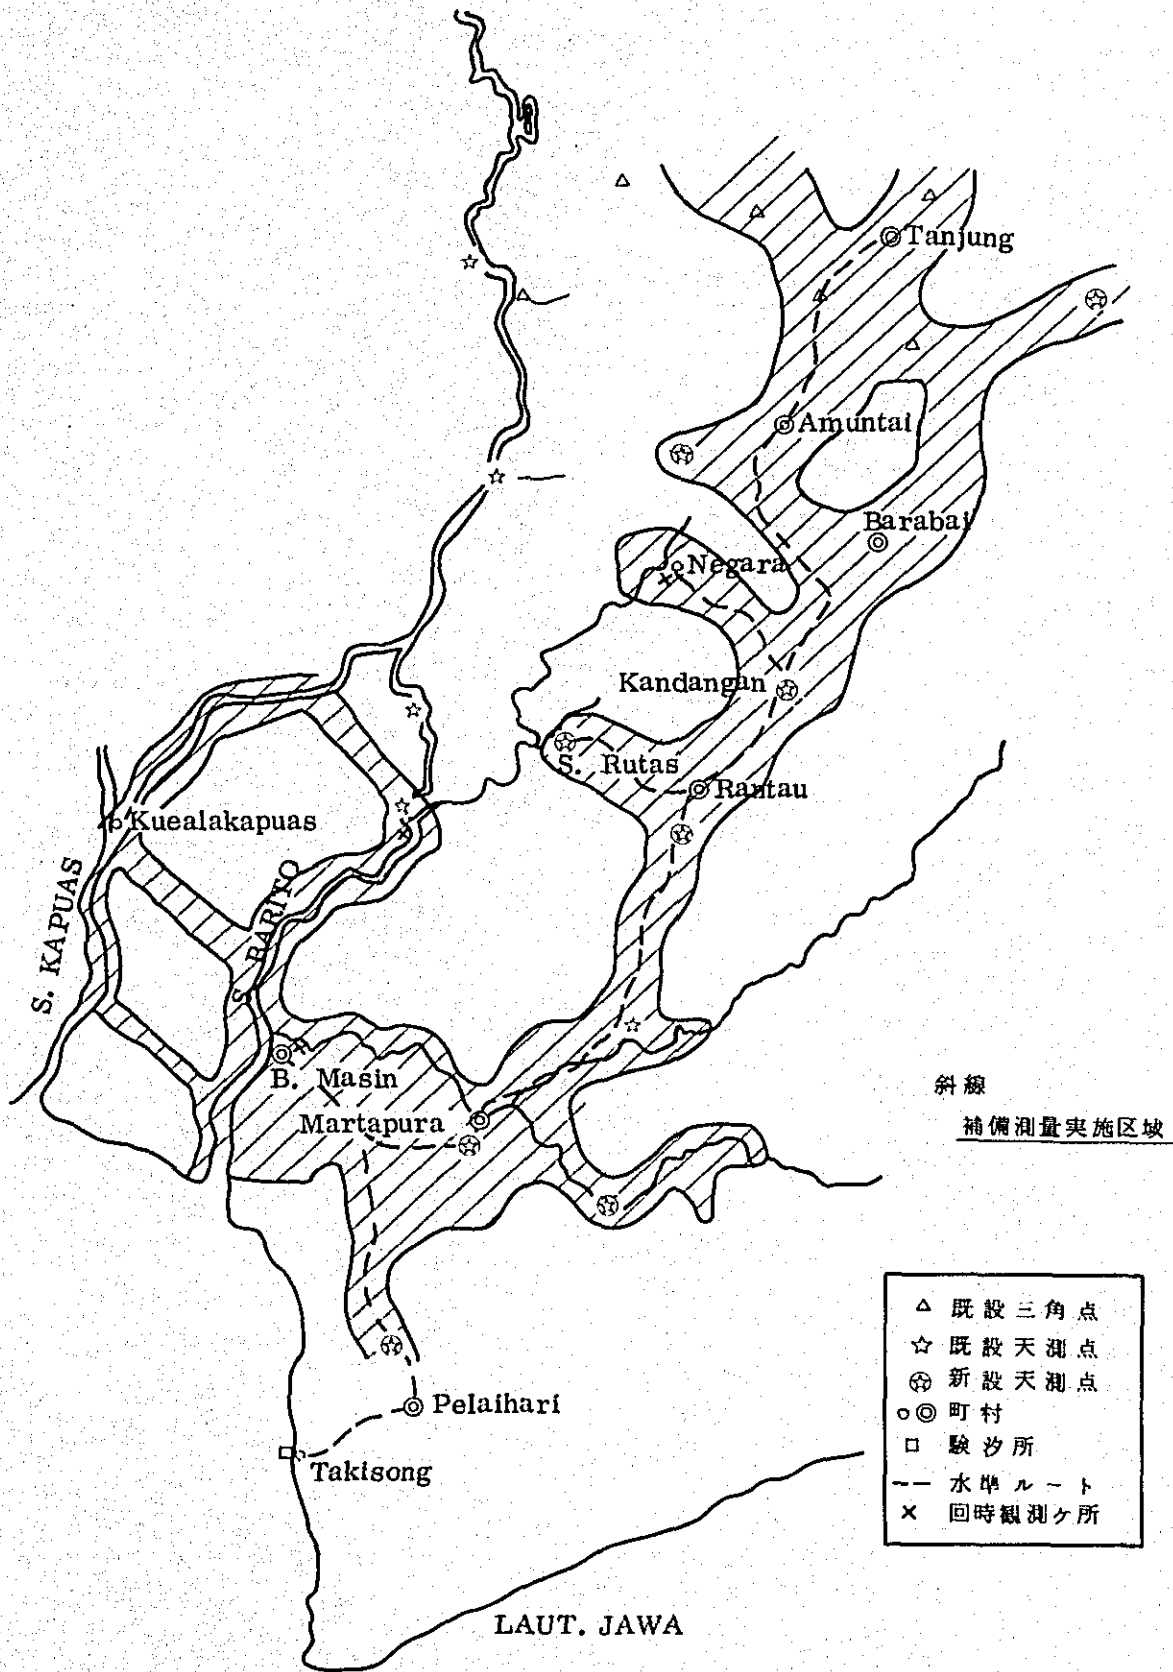 Tanjung
Amuntai
Barabai
Negara
Kandangan
S. Rutas
Rantau
Kuealakapuas
S. KAPUAS
S. BARITO
B. Masin
Martapura
斜線
補備測量実施区域
Pelaihari
Takisong
LAUT. JAWA
△ 既設三角点
☆ 既設天測点
新設天測点
○◎ 町村
□ 験汐所
--- 水準ルート
× 回時観測ケ所